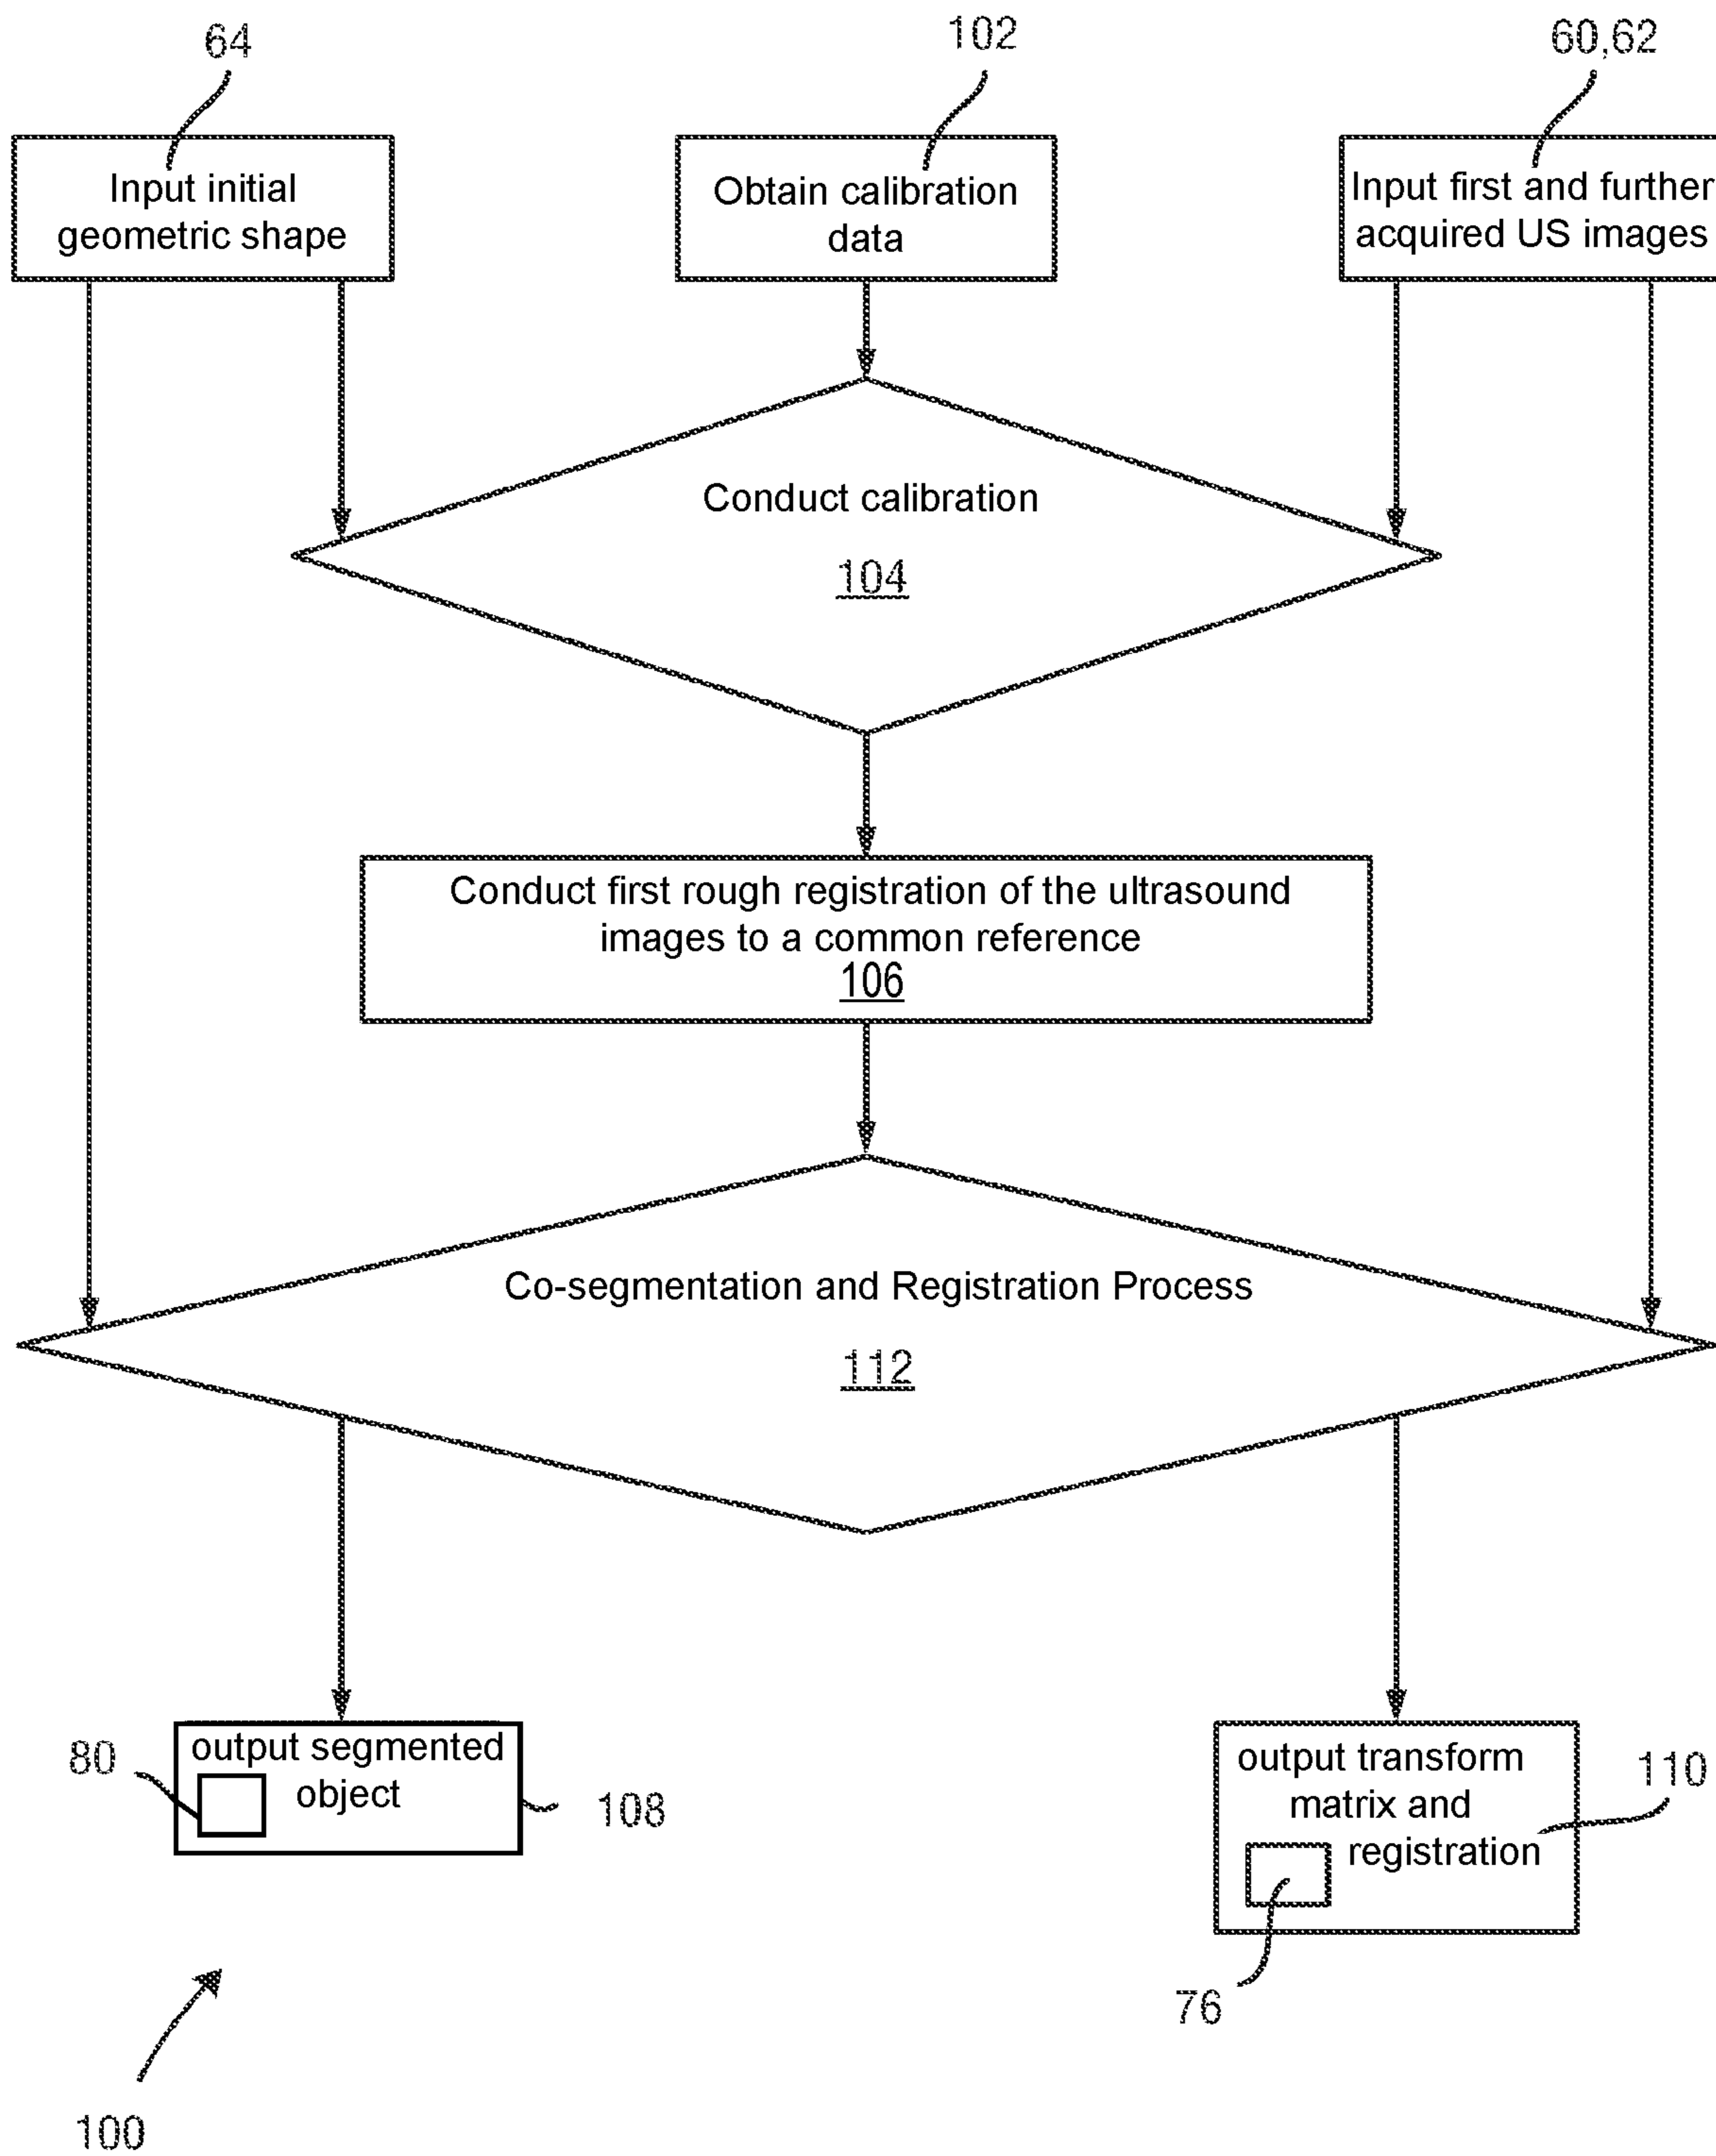 64
102
60,62
Input initial
geometric shape
Obtain calibration
data
Input first and further
acquired US images
Conduct calibration
104
Conduct first rough registration of the ultrasound
images to a common reference
106
Co-segmentation and Registration Process
112
80
output segmented
object
108
output transform
matrix and
registration
110
76
100